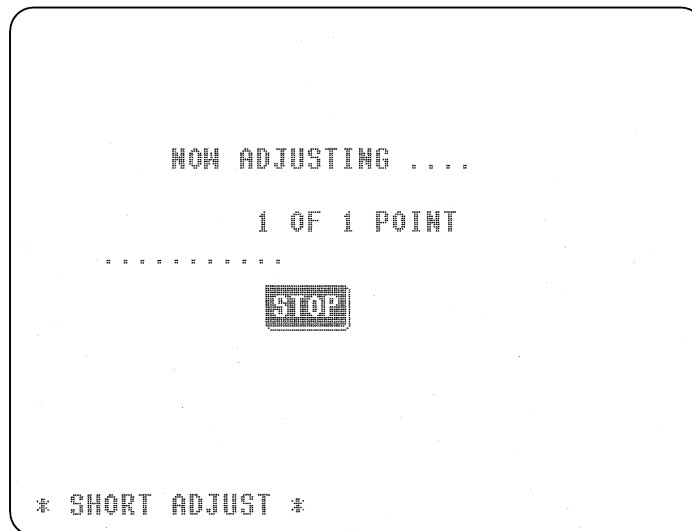 NOW ADJUSTING ....
1 OF 1 POINT
...........
STOP
* SHORT ADJUST *